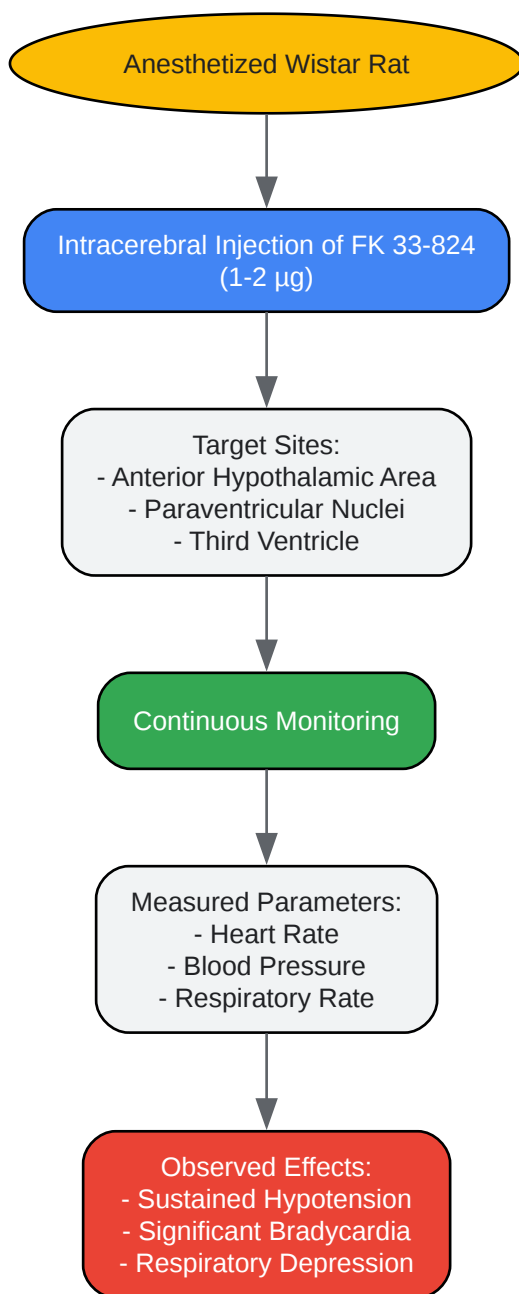 Anesthetized Wistar Rat
Intracerebral Injection of FK 33-824
(1-2 µg)
Target Sites:
- Anterior Hypothalamic Area
- Paraventricular Nuclei
- Third Ventricle
Continuous Monitoring
Measured Parameters:
- Heart Rate
- Blood Pressure
- Respiratory Rate
Observed Effects:
- Sustained Hypotension
- Significant Bradycardia
- Respiratory Depression